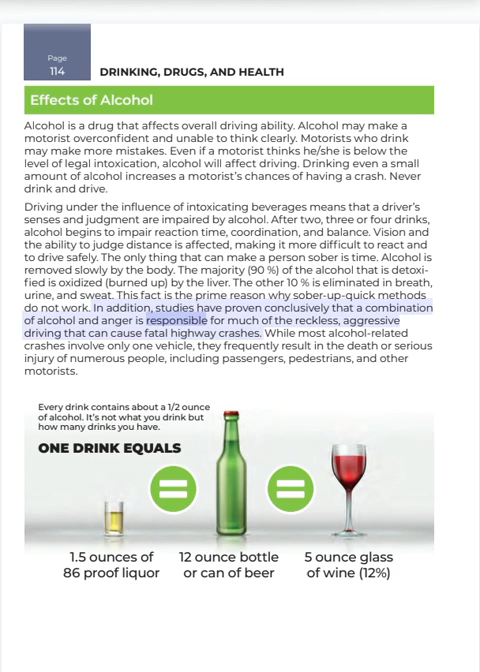 Page
114
DRINKING, DRUGS, AND HEALTH
Effects of Alcohol
Alcohol is a drug that affects overall driving ability. Alcohol may make a
motorist overconfident and unable to think clearly. Motorists who drink
may make more mistakes. Even if a motorist thinks he/she is below the
level of legal intoxication, alcohol will affect driving. Drinking even a small
amount of alcohol increases a motorist's chances of having a crash. Never
drink and drive.
Driving under the influence of intoxicating beverages means that a driver's
senses and judgment are impaired by alcohol. After two, three or four drinks,
alcohol begins to impair reaction time, coordination, and balance. Vision and
the ability to judge distance is affected, making it more difficult to react and
to drive safely. The only thing that can make a person sober is time. Alcohol is
removed slowly by the body. The majority (90 %) of the alcohol that is detoxi-
fied is oxidized (burned up) by the liver. The other 10 % is eliminated in breath,
urine, and sweat. This fact is the prime reason why sober-up-quick methods
do not work. In addition, studies have proven conclusively that a combination
of alcohol and anger is responsible for much of the reckless, aggressive
driving that can cause fatal highway crashes. While most alcohol-related
crashes involve only one vehicle, they frequently result in the death or serious
injury of numerous people, including passengers, pedestrians, and other
motorists.
Every drink contains about a 1/2 ounce
of alcohol. It's not what you drink but
how many drinks you have.
ONE DRINK EQUALS
1.5 ounces of
86 proof liquor
12 ounce bottle
or can of beer
5 ounce glass
of wine (12%)